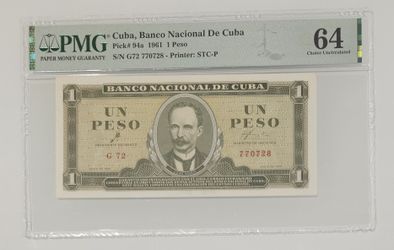 PMG
PAPER MONEY GUARANTY
Cuba, Banco Nacional De Cuba
Pick# 94a 1961 1 Peso
S/N G72 770728 - Printer: STC-P
64
Choice Uncirculated
BANCO NACIONAL DE CUBA
1 1
UN PESO UN PESO
G 72 770728
1 1